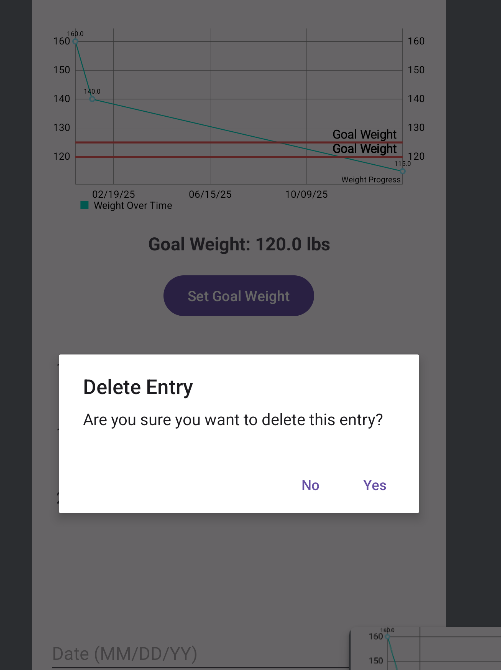 160.0
160 160
150 150
140.0
140 140
130 130
Goal Weight
Goal Weight
120 120
115.0
Weight Progress
02/19/25 06/15/25 10/09/25
Weight Over Time
Goal Weight: 120.0 lbs
Set Goal Weight
Delete Entry
Are you sure you want to delete this entry?
No Yes
Date (MM/DD/YY)
160.0
160
150